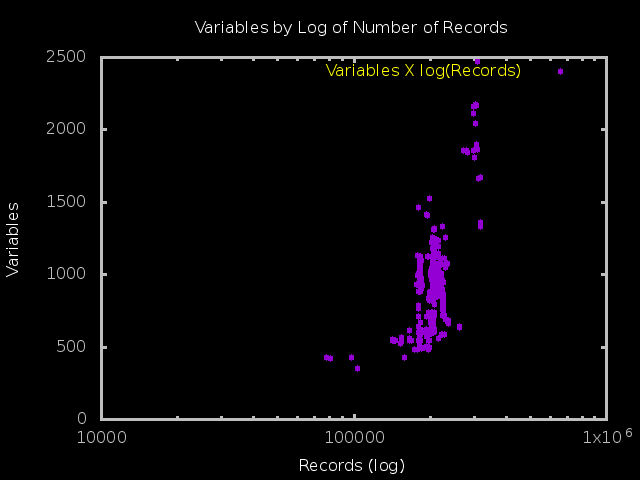 Variables by Log of Number of Records
2500
Variables X log(Records)
2000
1500
Variables
1000
500
0
10000
100000
1x10^6
Records (log)